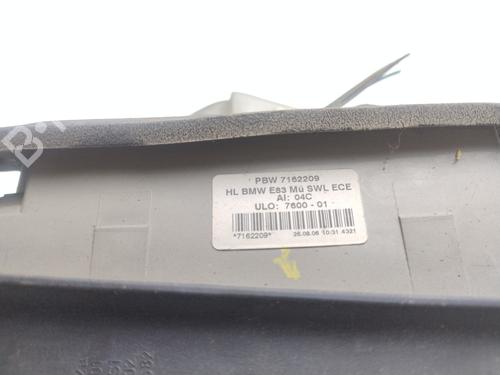 PBW 7162209
HL BMW E83 Mü SWL ECE
AI: 04C
ULO: 7600 - 01
*7162209* 25.08.06 10:31 4321